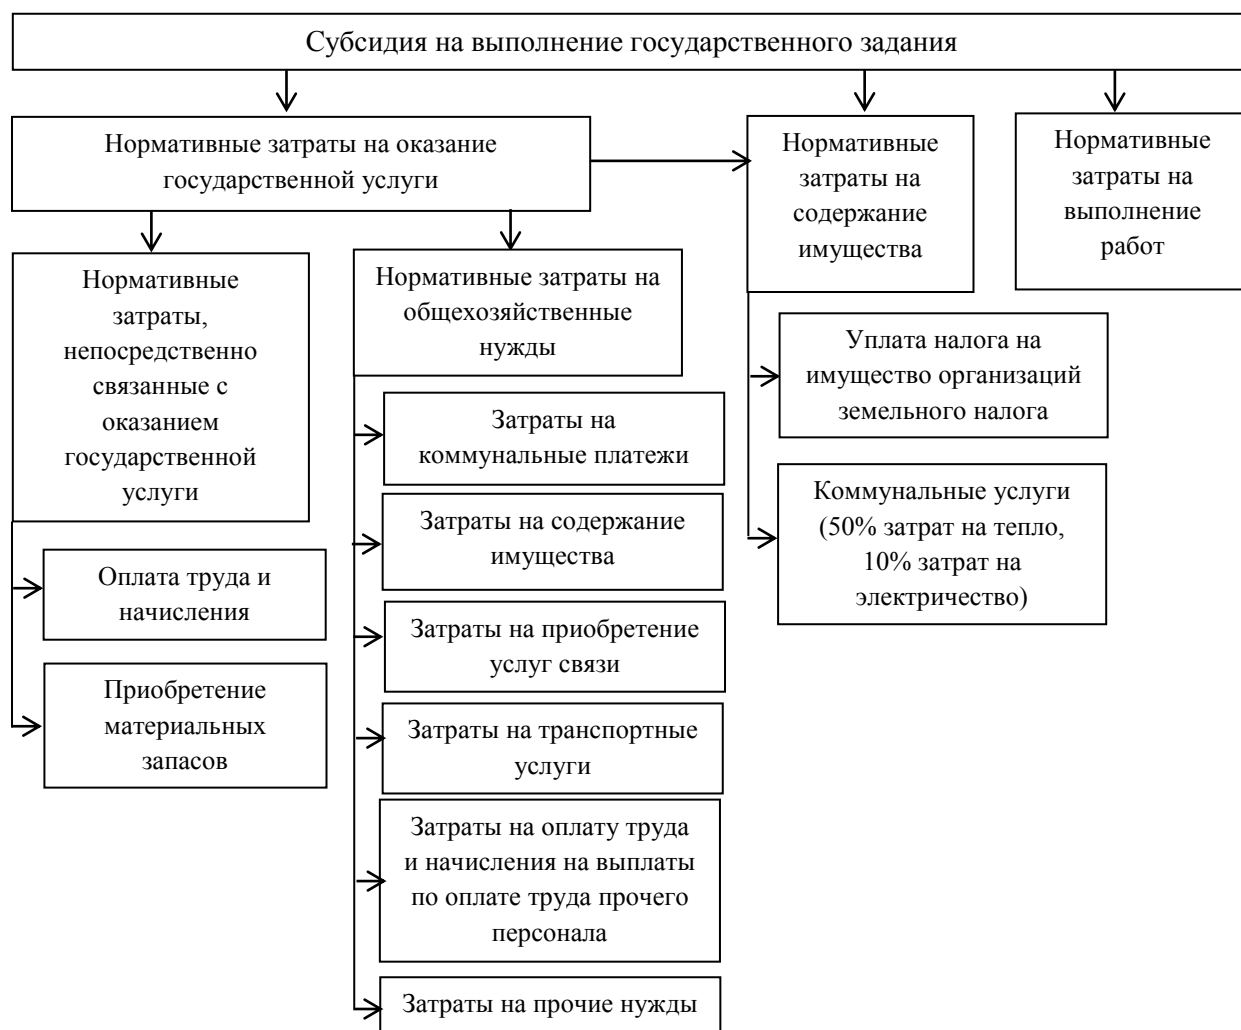 Субсидия на выполнение государственного задания
Нормативные затраты на оказание
государственной услуги
Нормативные
затраты на
содержание
имущества
Нормативные
затраты на
выполнение
работ
Нормативные
затраты,
непосредственно
связанные с
оказанием
государственной
услуги
Нормативные затраты на
общехозяйственные
нужды
Уплата налога на
имущество организаций
земельного налога
Затраты на
коммунальные платежи
Коммунальные услуги
(50% затрат на тепло,
10% затрат на
электричество)
Затраты на содержание
имущества
Оплата труда и
начисления
Затраты на приобретение
услуг связи
Приобретение
материальных
запасов
Затраты на транспортные
услуги
Затраты на оплату труда
и начисления на выплаты
по оплате труда прочего
персонала
Затраты на прочие нужды